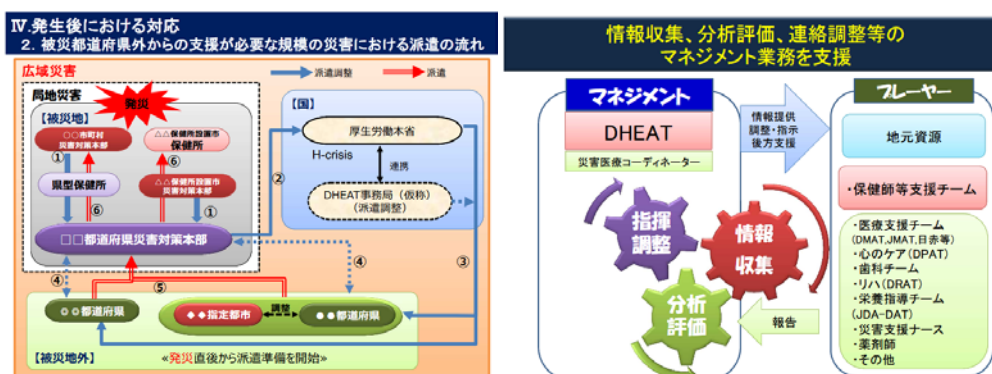 Ⅳ.発生後における対応
2. 被災都道府県外からの支援が必要な規模の災害における派遣の流れ
広域災害
派遣調整
派遣
局地災害
発災
【被災地】
○○市町村
災害対策本部
△△保健所設置市
保健所
①
⑥
県型保健所
△△保健所設置市
災害対策本部
⑥
①
②
□□都道府県災害対策本部
【国】
厚生労働本省
H-crisis
連携
DHEAT事務局(仮称)
(派遣調整)
③
④
④
⑤
◎◎都道府県
◆◆指定都市
調整
●●都道府県
【被災地外】
≪発災直後から派遣準備を開始≫
情報収集、分析評価、連絡調整等の
マネジメント業務を支援
マネジメント
DHEAT
災害医療コーディネーター
指揮
調整
情報
収集
分析
評価
情報提供
調整・指示
後方支援
報告
プレーヤー
地元資源
・保健師等支援チーム
・医療支援チーム
(DMAT,JMAT,日赤等)
・心のケア(DPAT)
・歯科チーム
・リハ(DRAT)
・栄養指導チーム
(JDA-DAT)
・災害支援ナース
・薬剤師
・その他